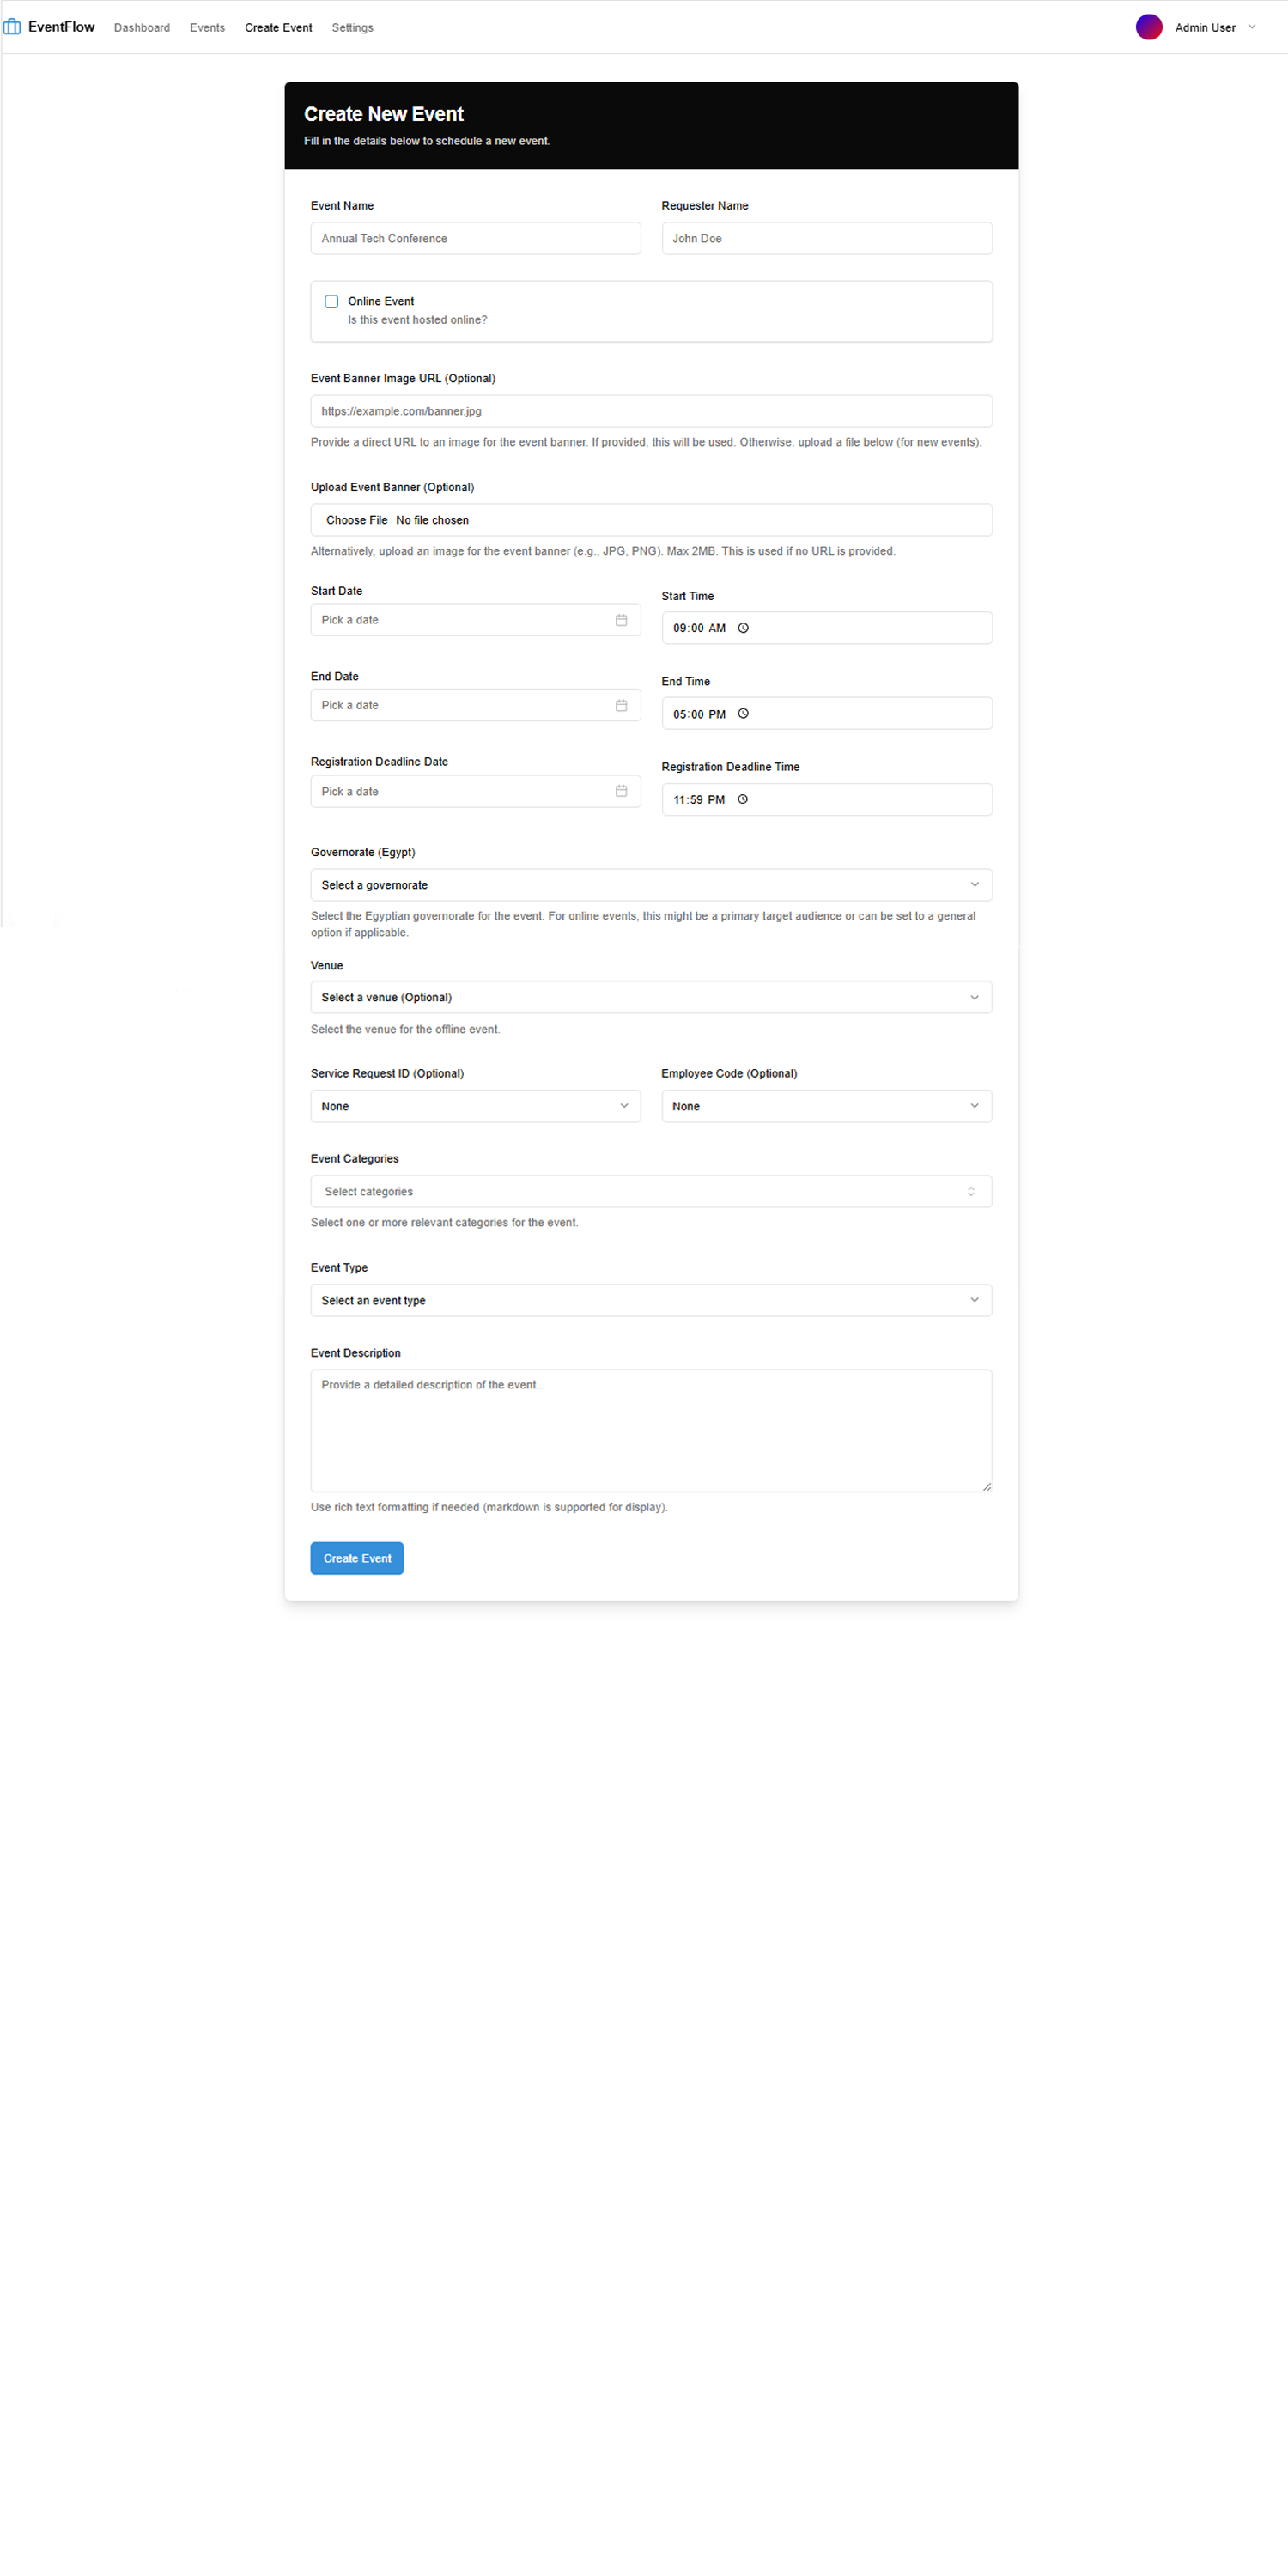 EventFlow Dashboard Events Create Event Settings Admin User
Create New Event
Fill in the details below to schedule a new event.
Event Name Requester Name
Annual Tech Conference John Doe
Online Event
Is this event hosted online?
Event Banner Image URL (Optional)
https://example.com/banner.jpg
Provide a direct URL to an image for the event banner. If provided, this will be used. Otherwise, upload a file below (for new events).
Upload Event Banner (Optional)
Choose File No file chosen
Alternatively, upload an image for the event banner (e.g., JPG, PNG). Max 2MB. This is used if no URL is provided.
Start Date Start Time
Pick a date 09:00 AM
End Date End Time
Pick a date 05:00 PM
Registration Deadline Date Registration Deadline Time
Pick a date 11:59 PM
Governorate (Egypt)
Select a governorate
Select the Egyptian governorate for the event. For online events, this might be a primary target audience or can be set to a general
option if applicable.
Venue
Select a venue (Optional)
Select the venue for the offline event.
Service Request ID (Optional) Employee Code (Optional)
None None
Event Categories
Select categories
Select one or more relevant categories for the event.
Event Type
Select an event type
Event Description
Provide a detailed description of the event...
Use rich text formatting if needed (markdown is supported for display).
Create Event